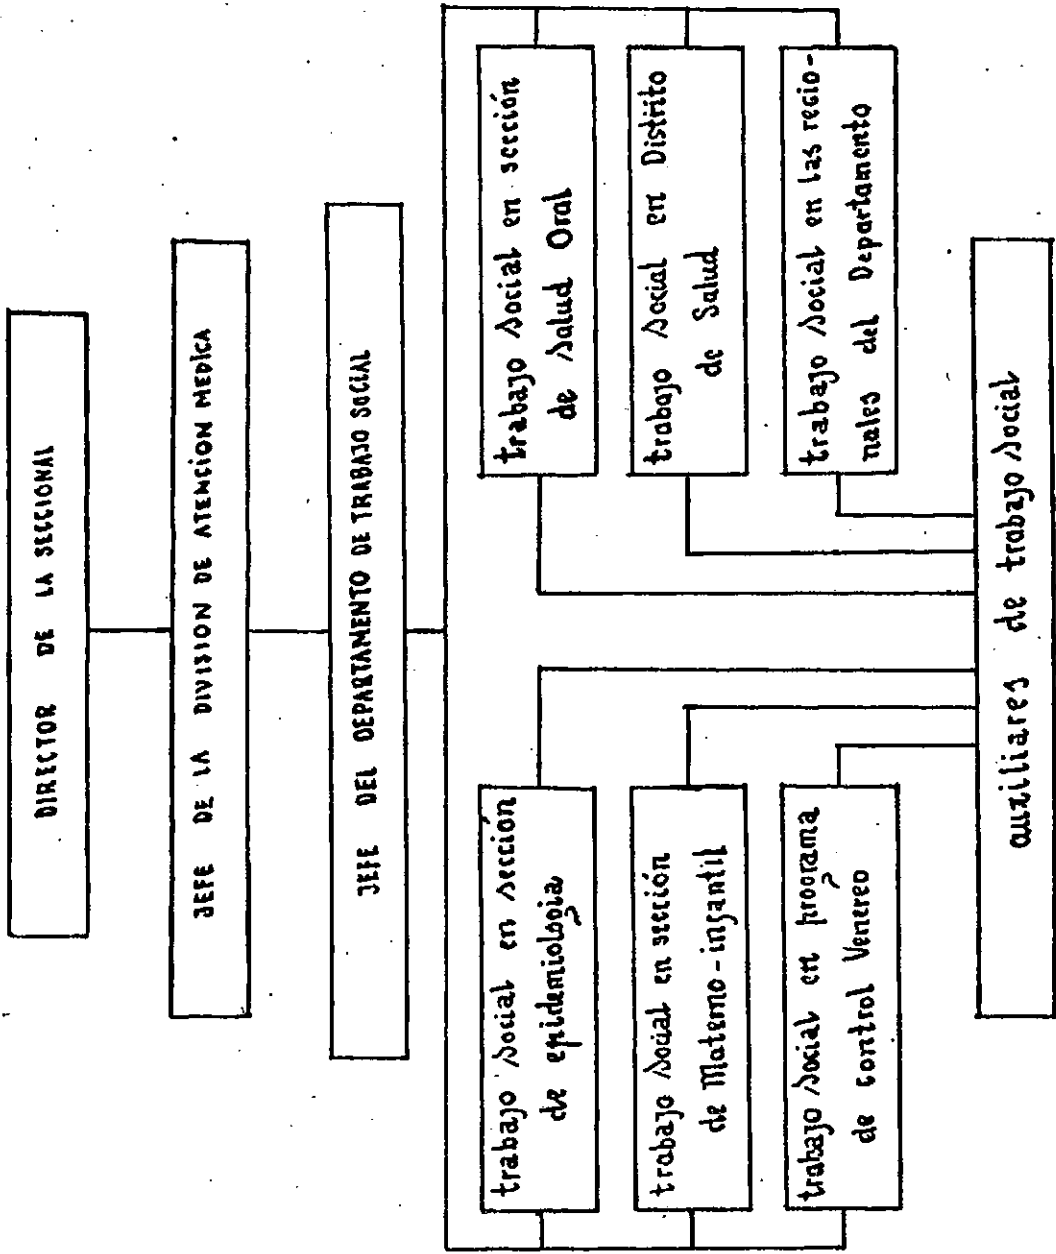 DIRECTOR DE LA SECCIONAL
JEFE DE LA DIVISION DE ATENCION MEDICA
JEFE DEL DEPARTAMENTO DE TRABAJO SOCIAL
trabajo Social en sección
de epidemiología
trabajo Social en sección
de Materno-infantil
trabajo Social en programa
de control Venereo
trabajo Social en sección
de Salud Oral
trabajo Social en Distrito
de Salud
trabajo Social en las regio-
nales del Departamento
auxiliares de trabajo Social